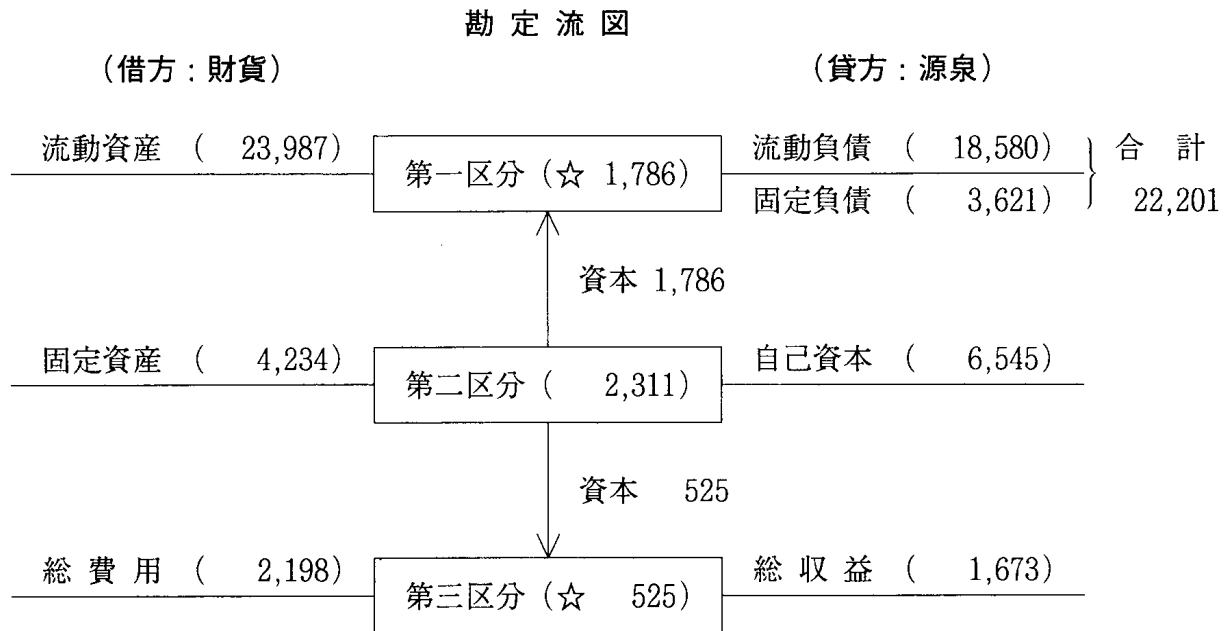 勘定流図
（借方：財貨） （貸方：源泉）
流動資産 （ 23,987） 第一区分（☆ 1,786） 流動負債 （ 18,580） 合 計
固定負債 （ 3,621） 22,201
資本 1,786
固定資産 （ 4,234） 第二区分（ 2,311） 自己資本 （ 6,545）
資本 525
総 費 用 （ 2,198） 第三区分（☆ 525） 総 収 益 （ 1,673）